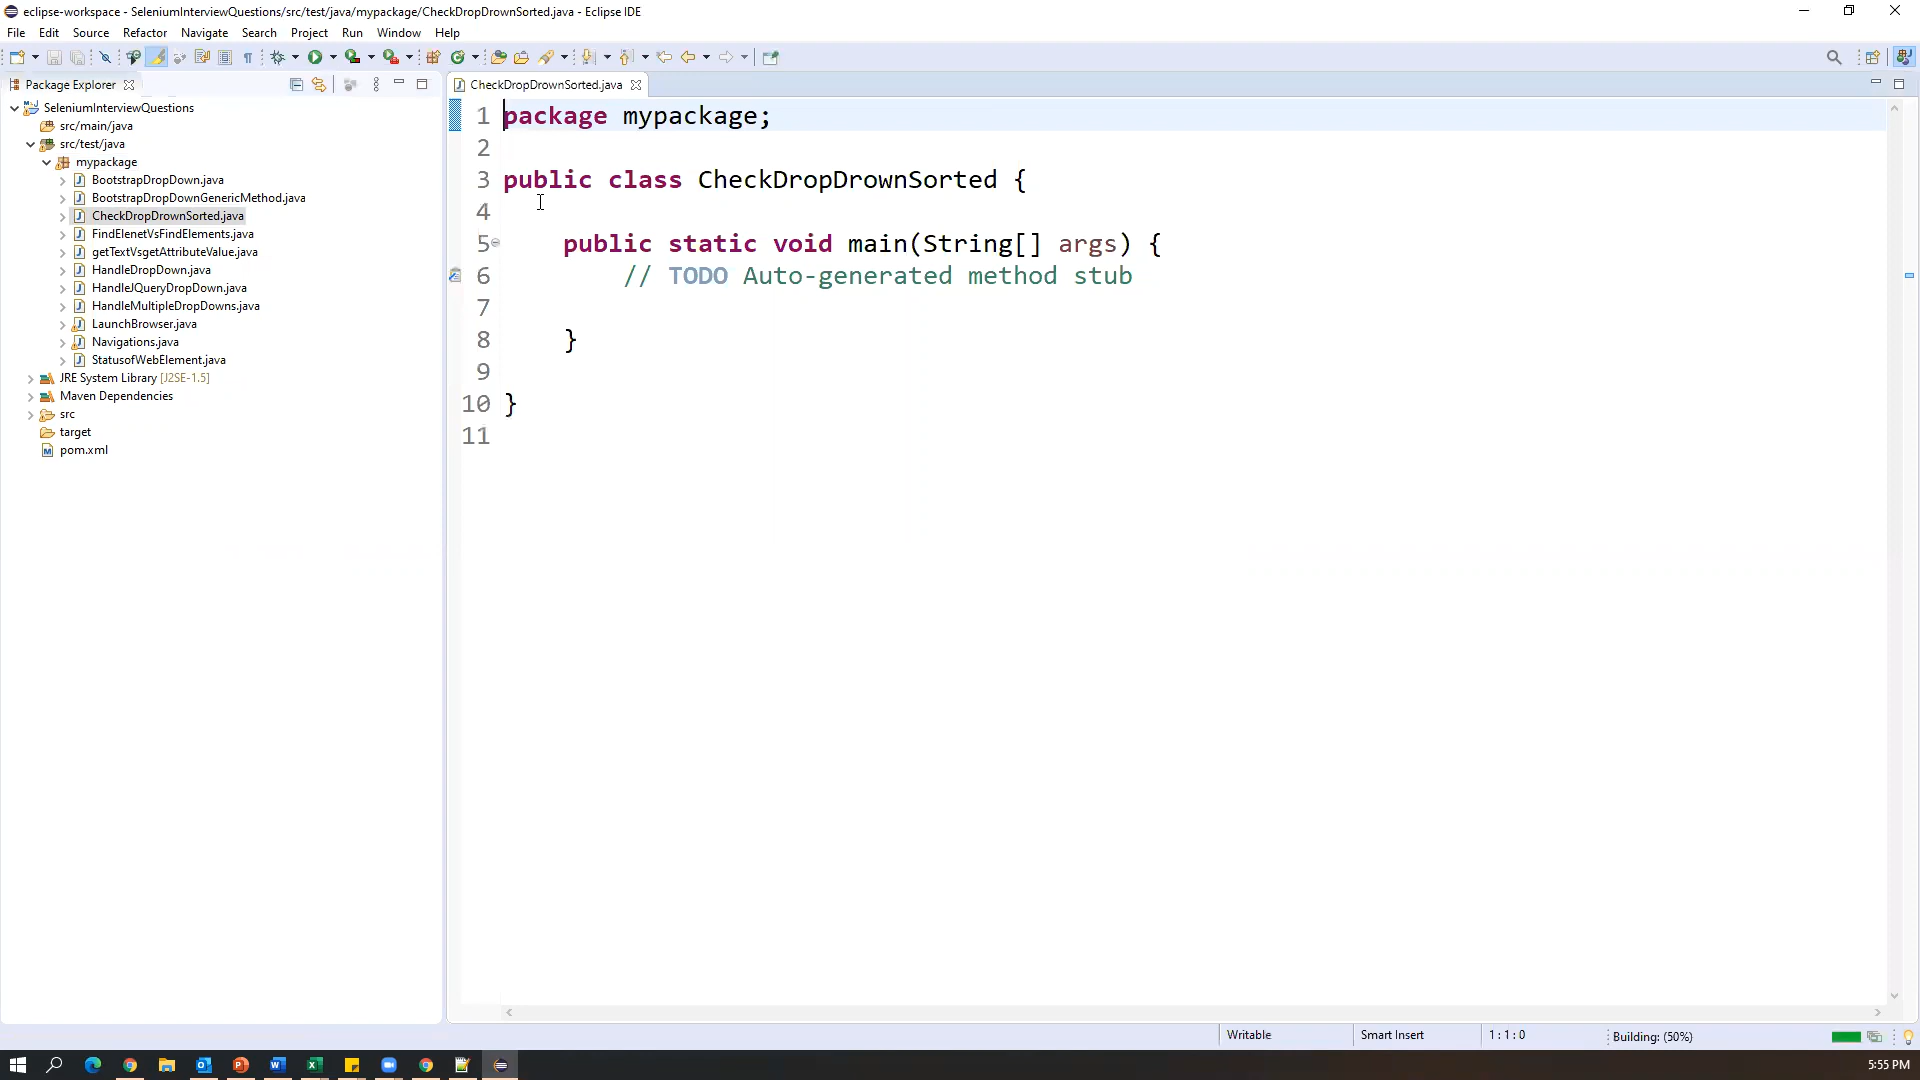 eclipse-workspace - SeleniumInterviewQuestions/src/test/java/mypackage/CheckDropDrownSorted.java - Eclipse IDE
File Edit Source Refactor Navigate Search Project Run Window Help
Package Explorer
CheckDropDrownSorted.java
SeleniumInterviewQuestions
src/main/java
src/test/java
mypackage
BootstrapDropDown.java
BootstrapDropDownGenericMethod.java
CheckDropDrownSorted.java
FindElenetVsFindElements.java
getTextVsgetAttributeValue.java
HandleDropDown.java
HandleJQueryDropDown.java
HandleMultipleDropDowns.java
LaunchBrowser.java
Navigations.java
StatusofWebElement.java
JRE System Library [J2SE-1.5]
Maven Dependencies
src
target
pom.xml
1 package mypackage;
2
3 public class CheckDropDrownSorted {
4
5 public static void main(String[] args) {
6 // TODO Auto-generated method stub
7
8 }
9
10 }
11
Writable Smart Insert 1 : 1 : 0 Building: (50%)
5:55 PM